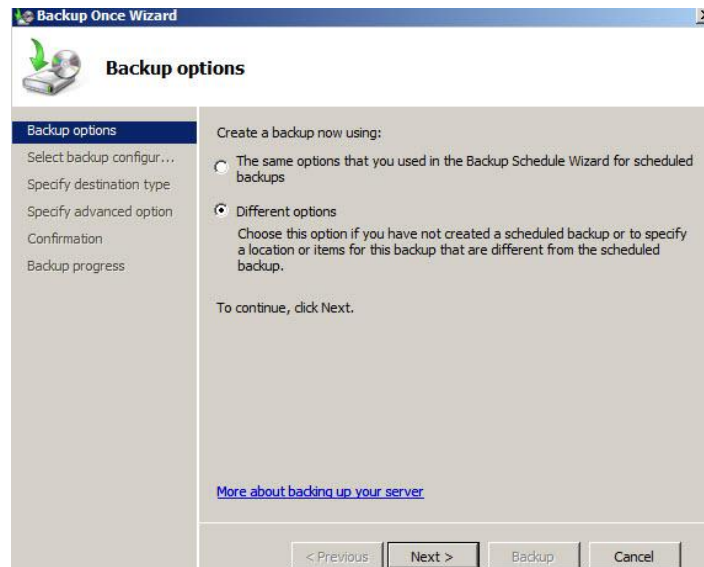 Backup Once Wizard
Backup options
Backup options
Select backup configur...
Specify destination type
Specify advanced option
Confirmation
Backup progress
Create a backup now using:
The same options that you used in the Backup Schedule Wizard for scheduled
backups
Different options
Choose this option if you have not created a scheduled backup or to specify
a location or items for this backup that are different from the scheduled
backup.
To continue, click Next.
More about backing up your server
< Previous
Next >
Backup
Cancel